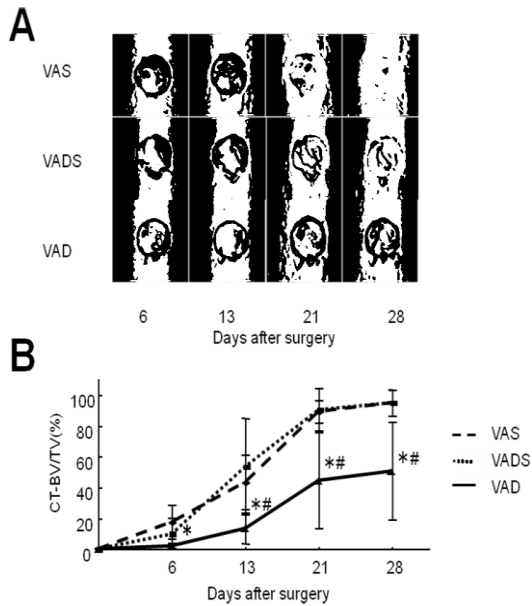 A
VAS
VADS
VAD
6 13 21 28
Days after surgery
B
CT-BV/TV(%)
100
80
60
40
20
0
*
*#
*#
*#
6 13 21 28
Days after surgery
VAS
VADS
VAD